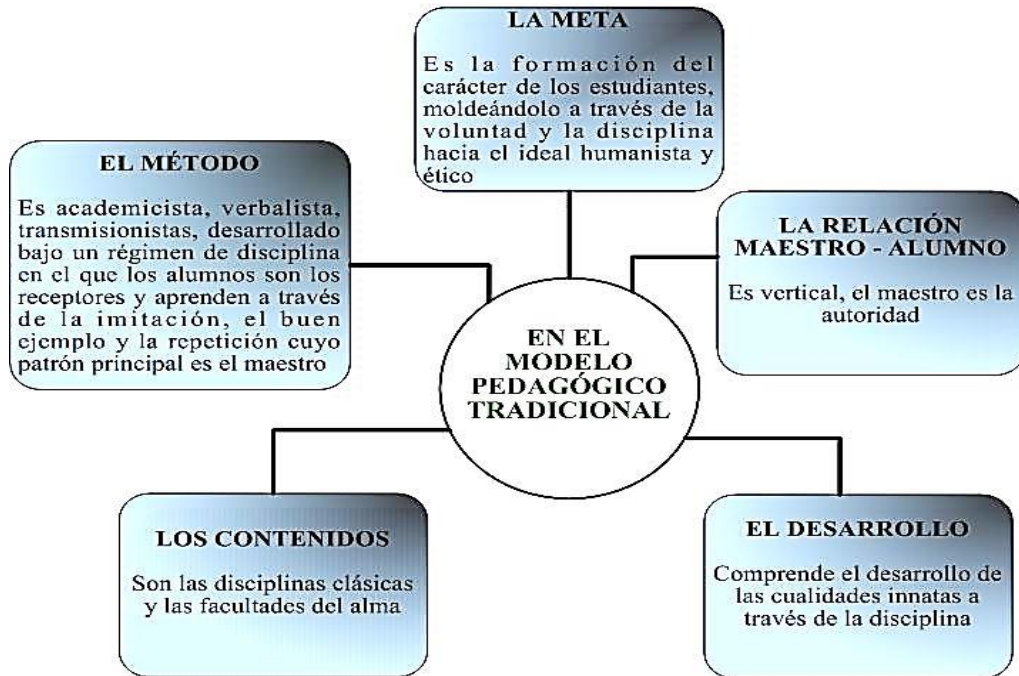 LA META
Es la formación del
carácter de los estudiantes,
moldeándolo a través de la
voluntad y la disciplina
hacia el ideal humanista y
ético
EL MÉTODO
Es academicista, verbalista,
transmisionistas, desarrollado
bajo un régimen de disciplina
en el que los alumnos son los
receptores y aprenden a través
de la imitación, el buen
ejemplo y la repetición cuyo
patrón principal es el maestro
LA RELACIÓN
MAESTRO - ALUMNO
Es vertical, el maestro es la
autoridad
EN EL
MODELO
PEDAGÓGICO
TRADICIONAL
LOS CONTENIDOS
Son las disciplinas clásicas
y las facultades del alma
EL DESARROLLO
Comprende el desarrollo de
las cualidades innatas a
través de la disciplina